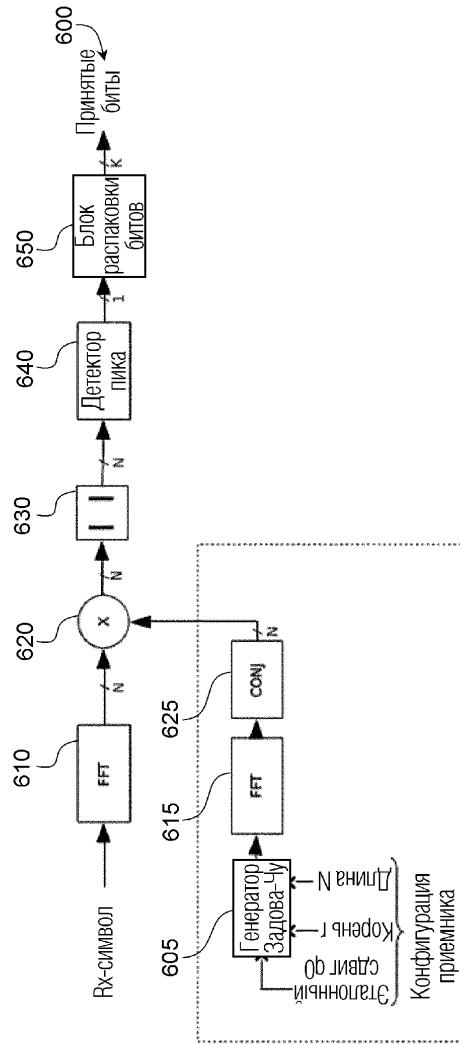 Rx-символ
610
FFT
N
620
X
N
630
| |
N
640
Детектор
пика
1
650
Блок
распаковки
битов
K
Принятые
биты
600
605
Генератор
Задова-Чу
615
FFT
625
CONJ
N
Эталонный
сдвиг q0
Корень r
Длина N
Конфигурация
приемника